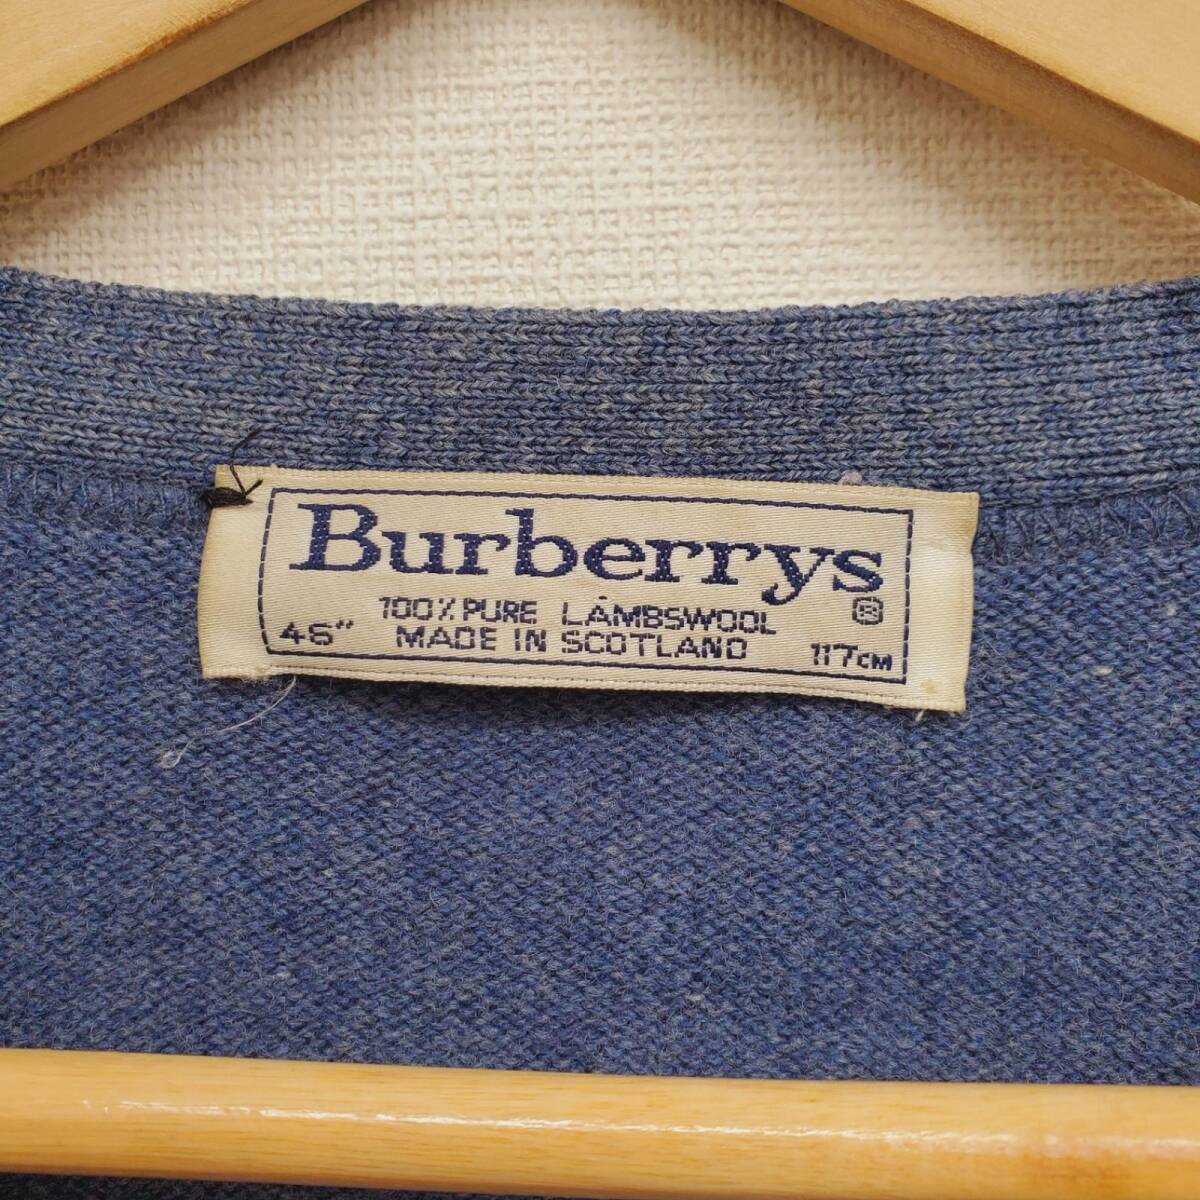 Burberrys
®
100% PURE LAMBSWOOL
46" MADE IN SCOTLAND 117CM